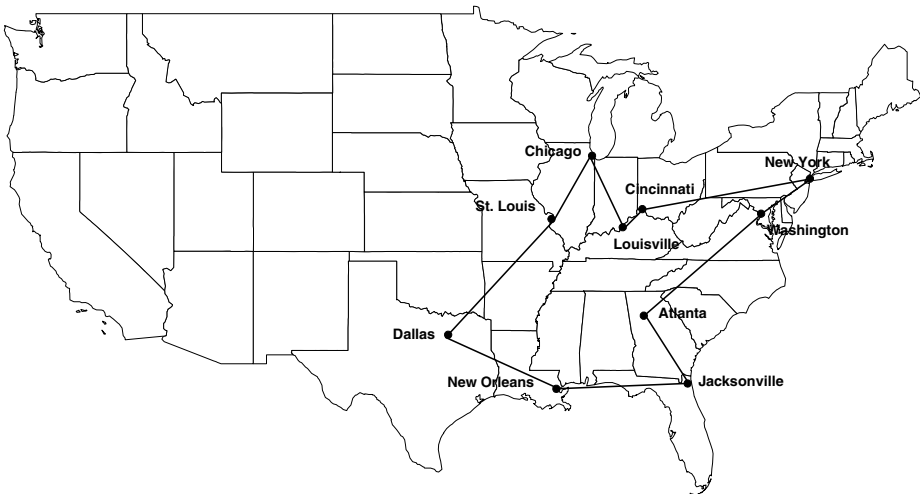 Chicago
New York
Cincinnati
St. Louis
Washington
Louisville
Atlanta
Dallas
New Orleans
Jacksonville